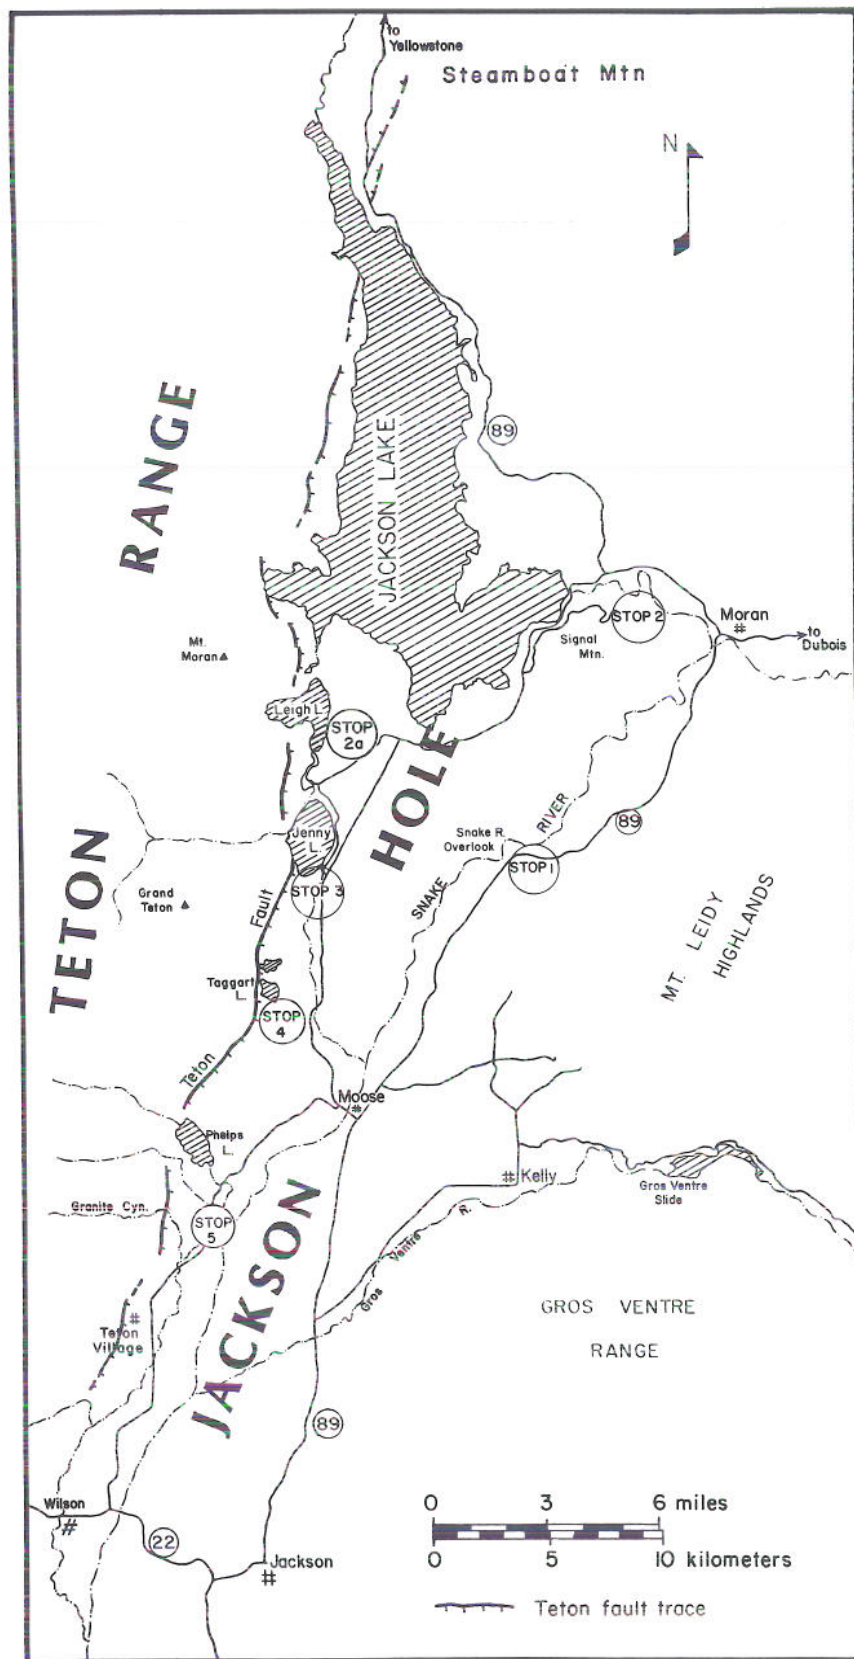 to
Yellowstone
Steamboat Mtn
N
RANGE
JACKSON LAKE
89
STOP 2
Moran
#
to
Dubois
Signal
Mtn.
Mt.
Moran
Leigh L.
STOP
2a
HOLE
RIVER
89
Jenny
L.
Snake R.
Overlook
STOP 1
TETON
Grand
Teton
STOP 3
SNAKE
Fault
MT. LEIDY
HIGHLANDS
Taggart
L.
STOP
4
Teton
Moose
#
Phelps
L.
# Kelly
Gros Ventre
Slide
Granite Cyn.
STOP
5
JACKSON
Gros Ventre R.
GROS VENTRE
RANGE
#
Teton
Village
89
Wilson
#
22
Jackson
#
0 3 6 miles
0 5 10 kilometers
Teton fault trace